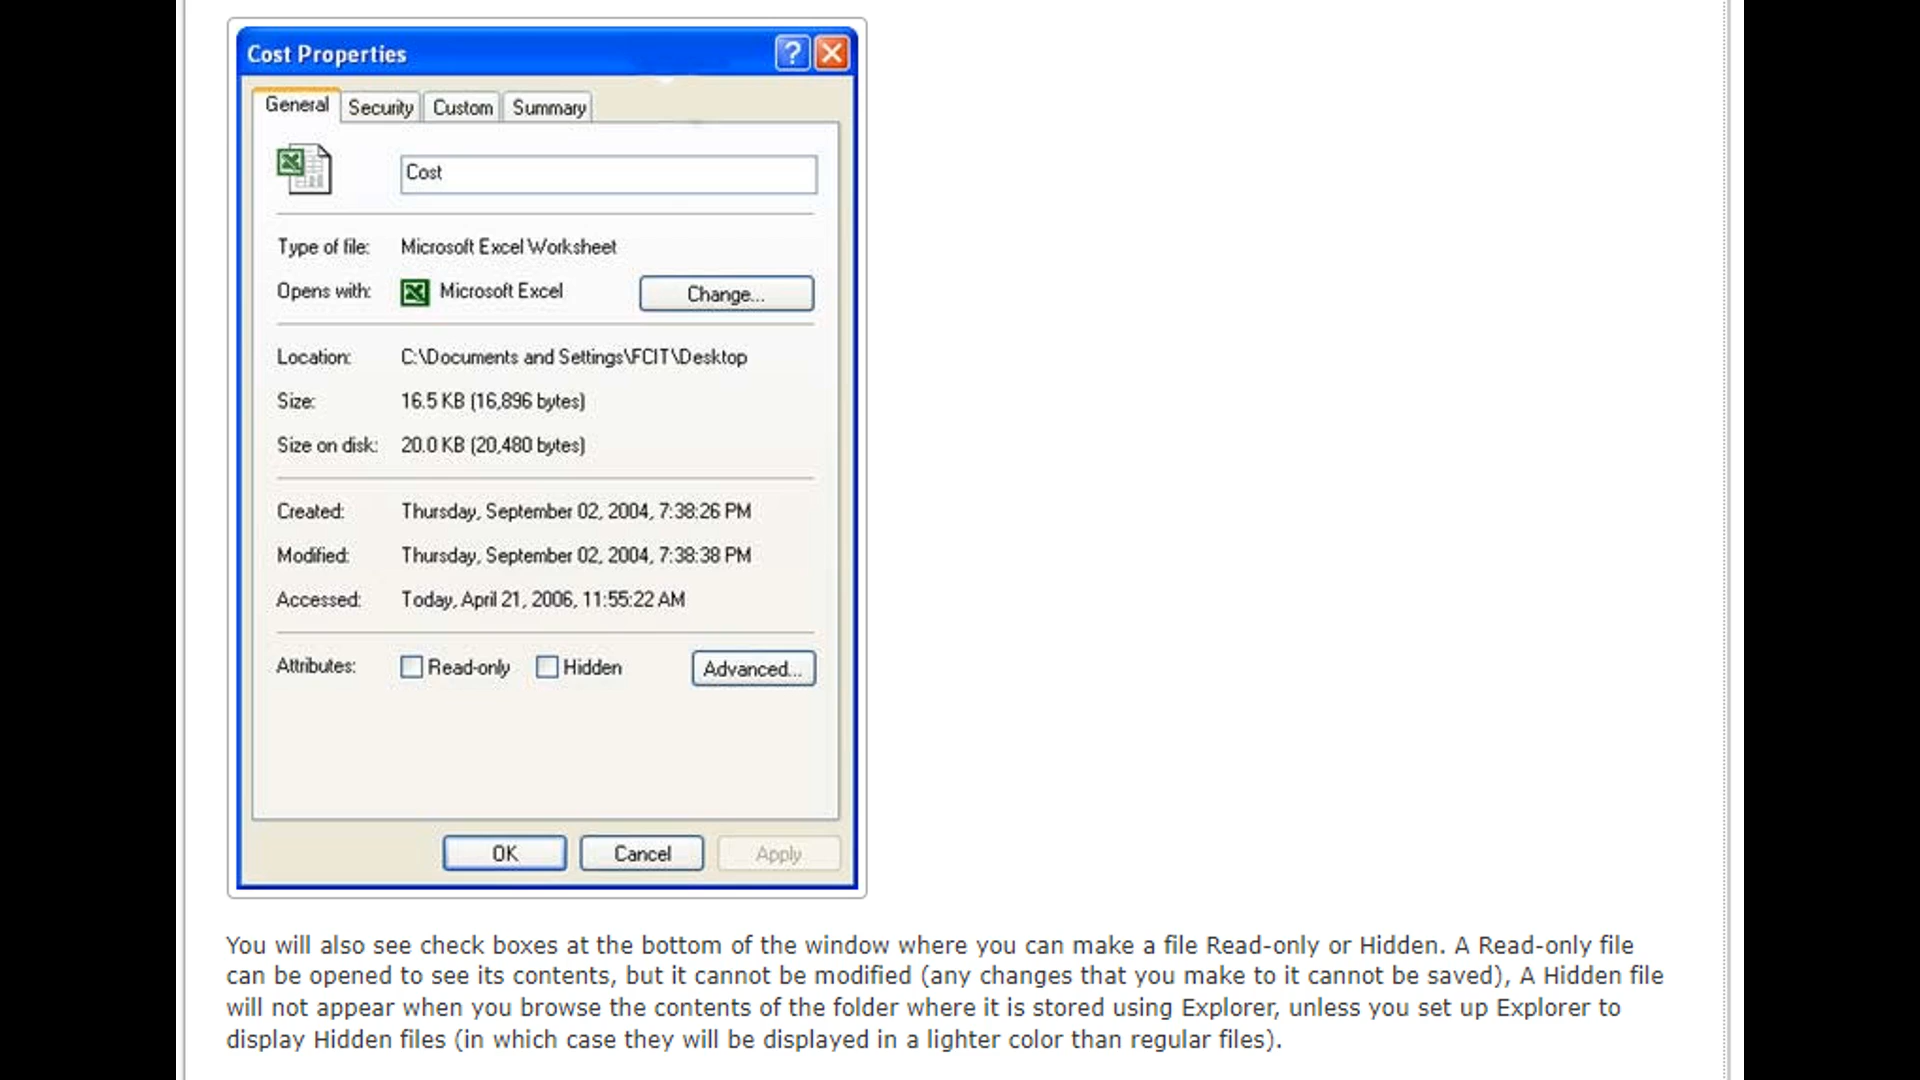 Cost Properties
?
General Security Custom Summary
Cost
Type of file: Microsoft Excel Worksheet
Opens with: Microsoft Excel Change...
Location: C:\Documents and Settings\FCIT\Desktop
Size: 16.5 KB (16,896 bytes)
Size on disk: 20.0 KB (20,480 bytes)
Created: Thursday, September 02, 2004, 7:38:26 PM
Modified: Thursday, September 02, 2004, 7:38:38 PM
Accessed: Today, April 21, 2006, 11:55:22 AM
Attributes: Read-only Hidden Advanced...
OK Cancel Apply
You will also see check boxes at the bottom of the window where you can make a file Read-only or Hidden. A Read-only file
can be opened to see its contents, but it cannot be modified (any changes that you make to it cannot be saved), A Hidden file
will not appear when you browse the contents of the folder where it is stored using Explorer, unless you set up Explorer to
display Hidden files (in which case they will be displayed in a lighter color than regular files).